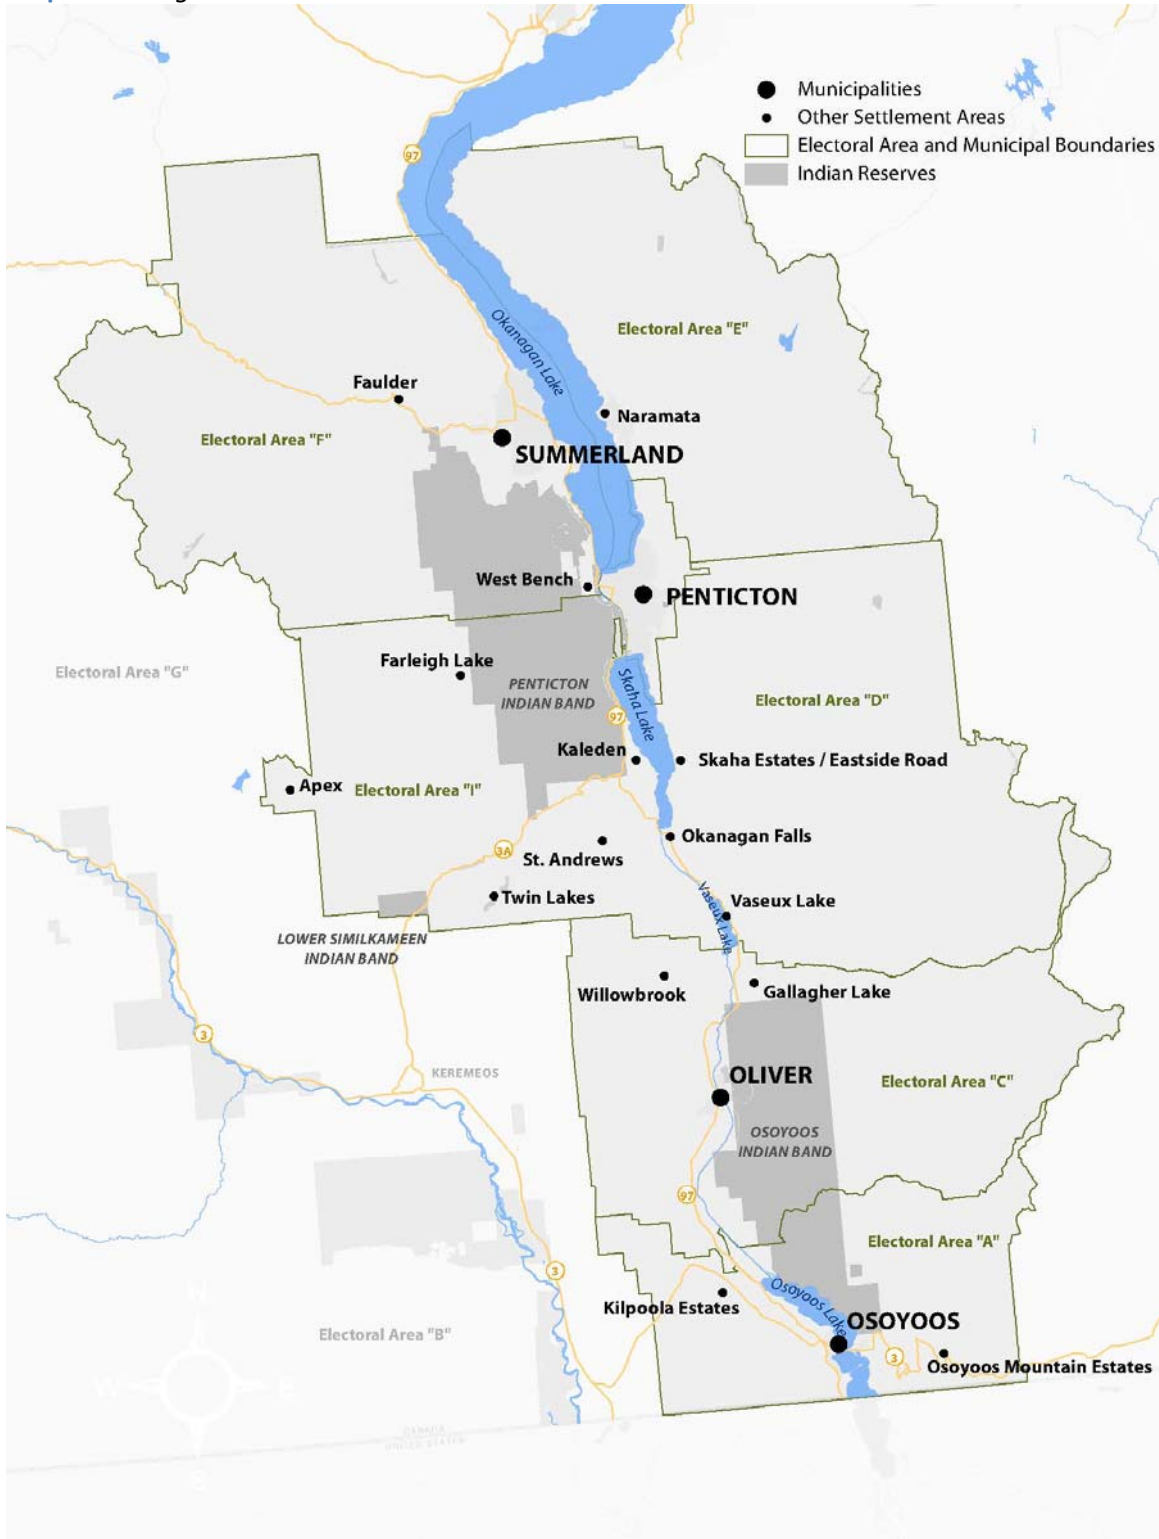 97
Municipalities
Other Settlement Areas
Electoral Area and Municipal Boundaries
Indian Reserves
Okanagan Lake
Electoral Area "E"
Faulder
Naramata
Electoral Area "F"
SUMMERLAND
West Bench
PENTICTON
Electoral Area "G"
Farleigh Lake
PENTICTON
INDIAN BAND
Skaha Lake
Electoral Area "D"
97
Kaleden
Skaha Estates / Eastside Road
Apex
Electoral Area "I"
Okanagan Falls
3A
St. Andrews
Twin Lakes
Vaseux Lake
Vaseux Lake
LOWER SIMILKAMEEN
INDIAN BAND
Willowbrook
Gallagher Lake
3
KEREMEOS
OLIVER
Electoral Area "C"
OSOYOOS
INDIAN BAND
97
Electoral Area "A"
3
Osoyoos Lake
Kilpoola Estates
OSOYOOS
Electoral Area "B"
3
Osoyoos Mountain Estates
N
W
E
CANADA
UNITED STATES
S